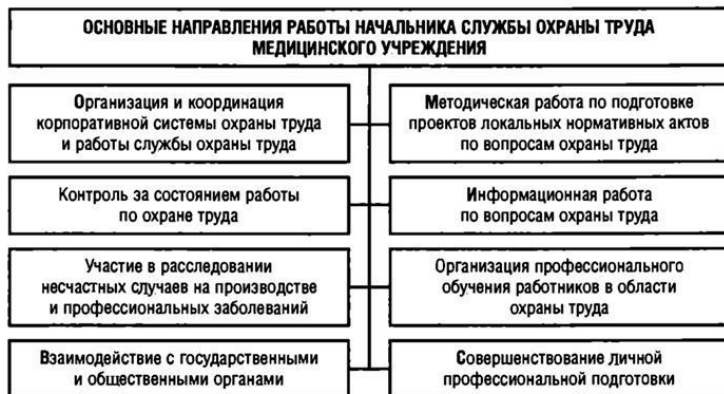 ОСНОВНЫЕ НАПРАВЛЕНИЯ РАБОТЫ НАЧАЛЬНИКА СЛУЖБЫ ОХРАНЫ ТРУДА
МЕДИЦИНСКОГО УЧРЕЖДЕНИЯ
Организация и координация
корпоративной системы охраны труда
и работы службы охраны труда
Методическая работа по подготовке
проектов локальных нормативных актов
по вопросам охраны труда
Контроль за состоянием работы
по охране труда
Информационная работа
по вопросам охраны труда
Участие в расследовании
несчастных случаев на производстве
и профессиональных заболеваний
Организация профессионального
обучения работников в области
охраны труда
Взаимодействие с государственными
и общественными органами
Совершенствование личной
профессиональной подготовки